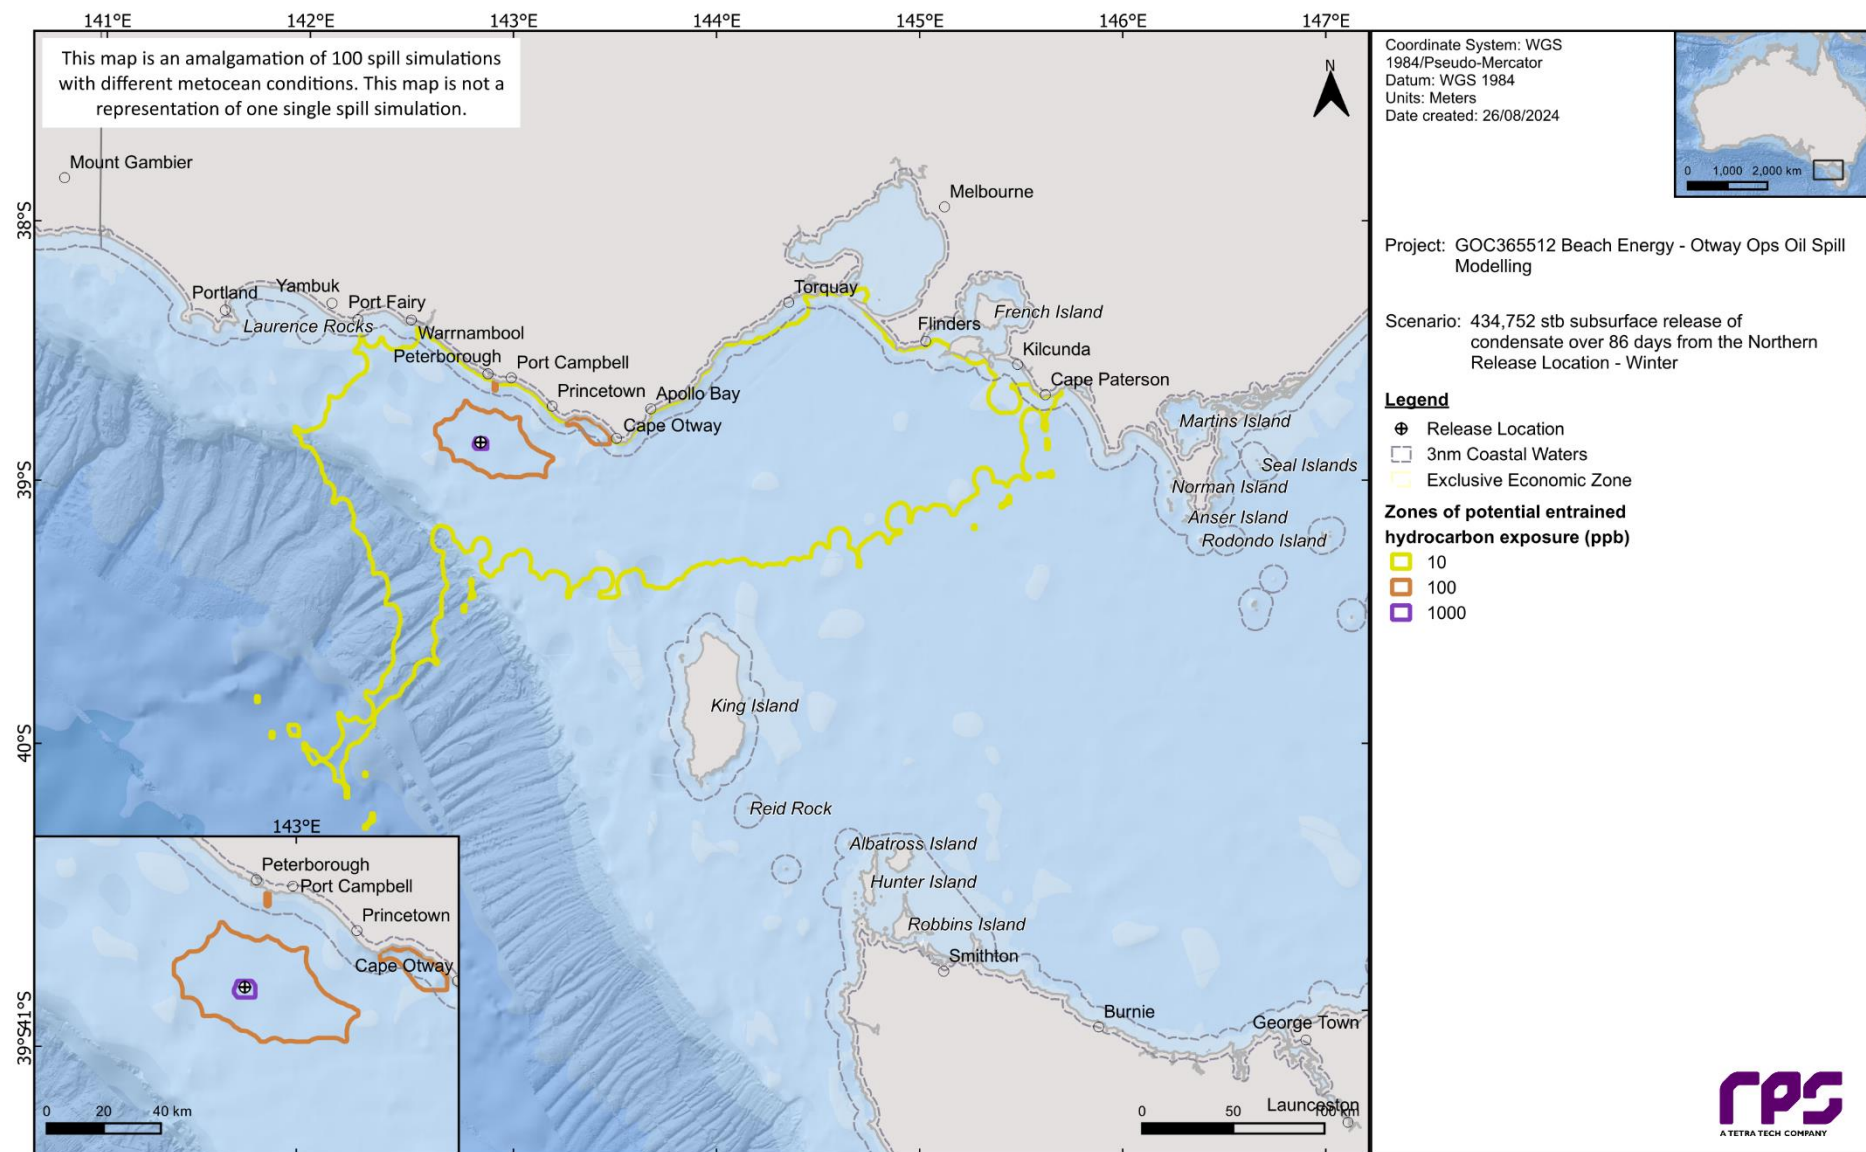 141°E
142°E
143°E
144°E
145°E
146°E
147°E
This map is an amalgamation of 100 spill simulations
with different metocean conditions. This map is not a
representation of one single spill simulation.
N
Mount Gambier
Melbourne
38°S
Portland
Yambuk
Port Fairy
Laurence Rocks
Warrnambool
Peterborough
Port Campbell
Princetown
Apollo Bay
Cape Otway
Torquay
Flinders
French Island
Kilcunda
Cape Paterson
Martins Island
Seal Islands
Norman Island
Anser Island
Rodondo Island
39°S
King Island
40°S
Reid Rock
Albatross Island
Hunter Island
Robbins Island
Smithton
Burnie
George Town
Launceston
0 50 100 km
143°E
Peterborough
Port Campbell
Princetown
Cape Otway
39°S
41°S
0 20 40 km
Coordinate System: WGS
1984/Pseudo-Mercator
Datum: WGS 1984
Units: Meters
Date created: 26/08/2024
0 1,000 2,000 km
Project: GOC365512 Beach Energy - Otway Ops Oil Spill
Modelling
Scenario: 434,752 stb subsurface release of
condensate over 86 days from the Northern
Release Location - Winter
Legend
Release Location
3nm Coastal Waters
Exclusive Economic Zone
Zones of potential entrained
hydrocarbon exposure (ppb)
10
100
1000
rps
A TETRA TECH COMPANY